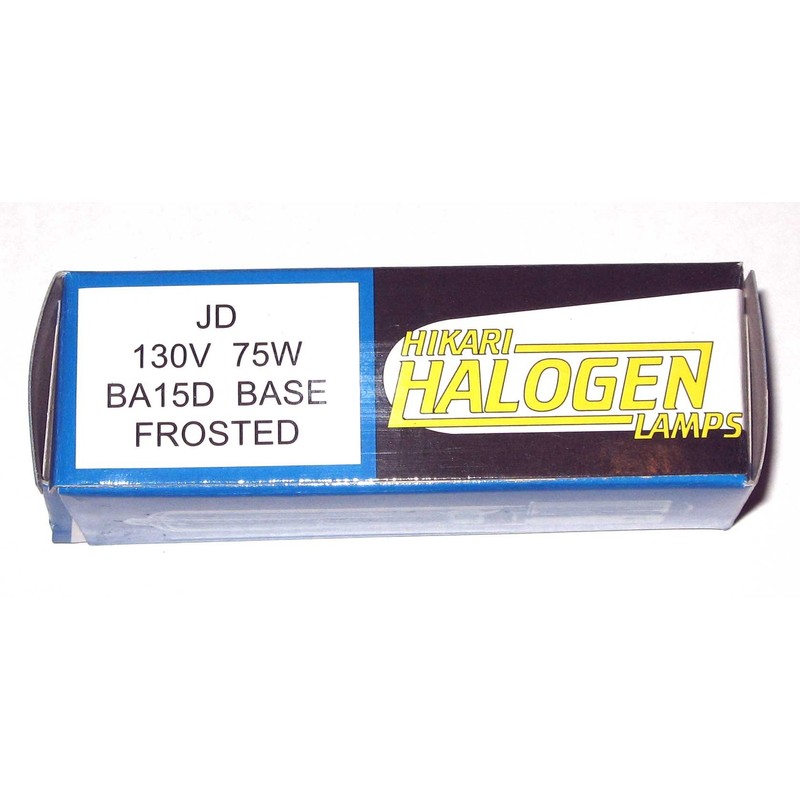 JD
130V 75W
BA15D BASE
FROSTED
HIKARI
HALOGEN
LAMPS